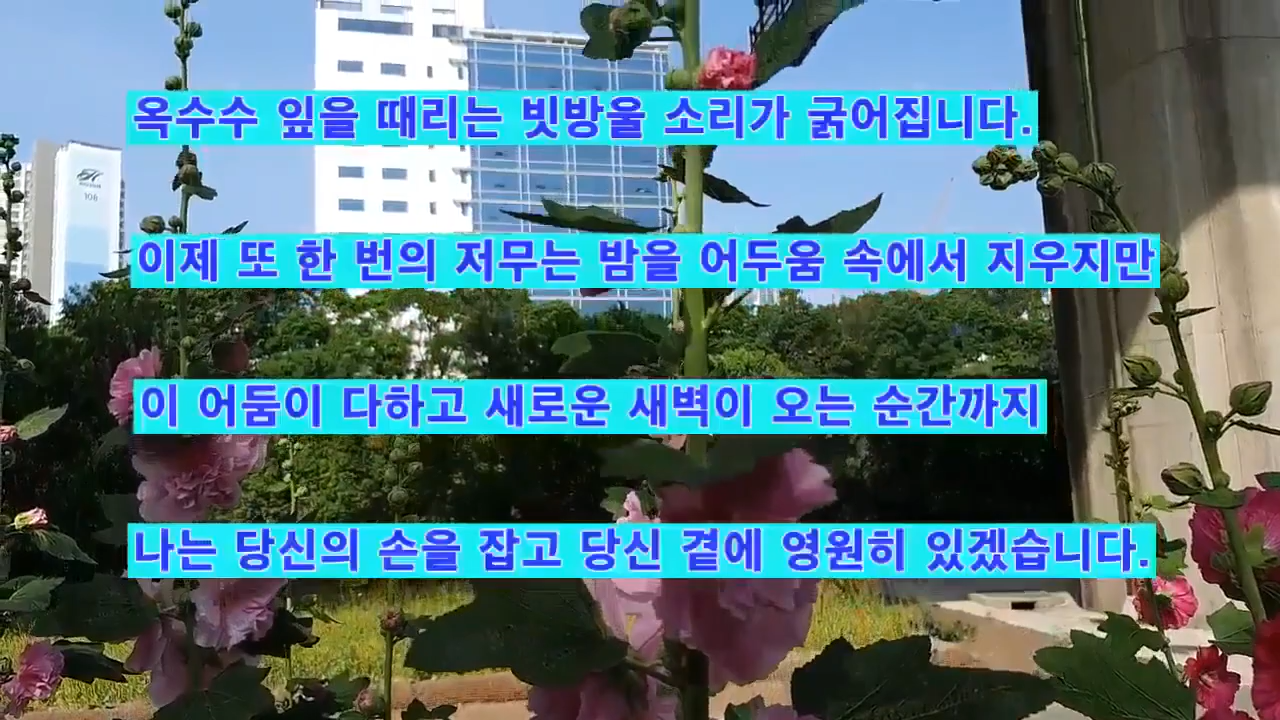 옥수수 잎을 때리는 빗방울 소리가 굵어집니다.
이제 또 한 번의 저무는 밤을 어두움 속에서 지우지만
이 어둠이 다하고 새로운 새벽이 오는 순간까지
나는 당신의 손을 잡고 당신 곁에 영원히 있겠습니다.
108